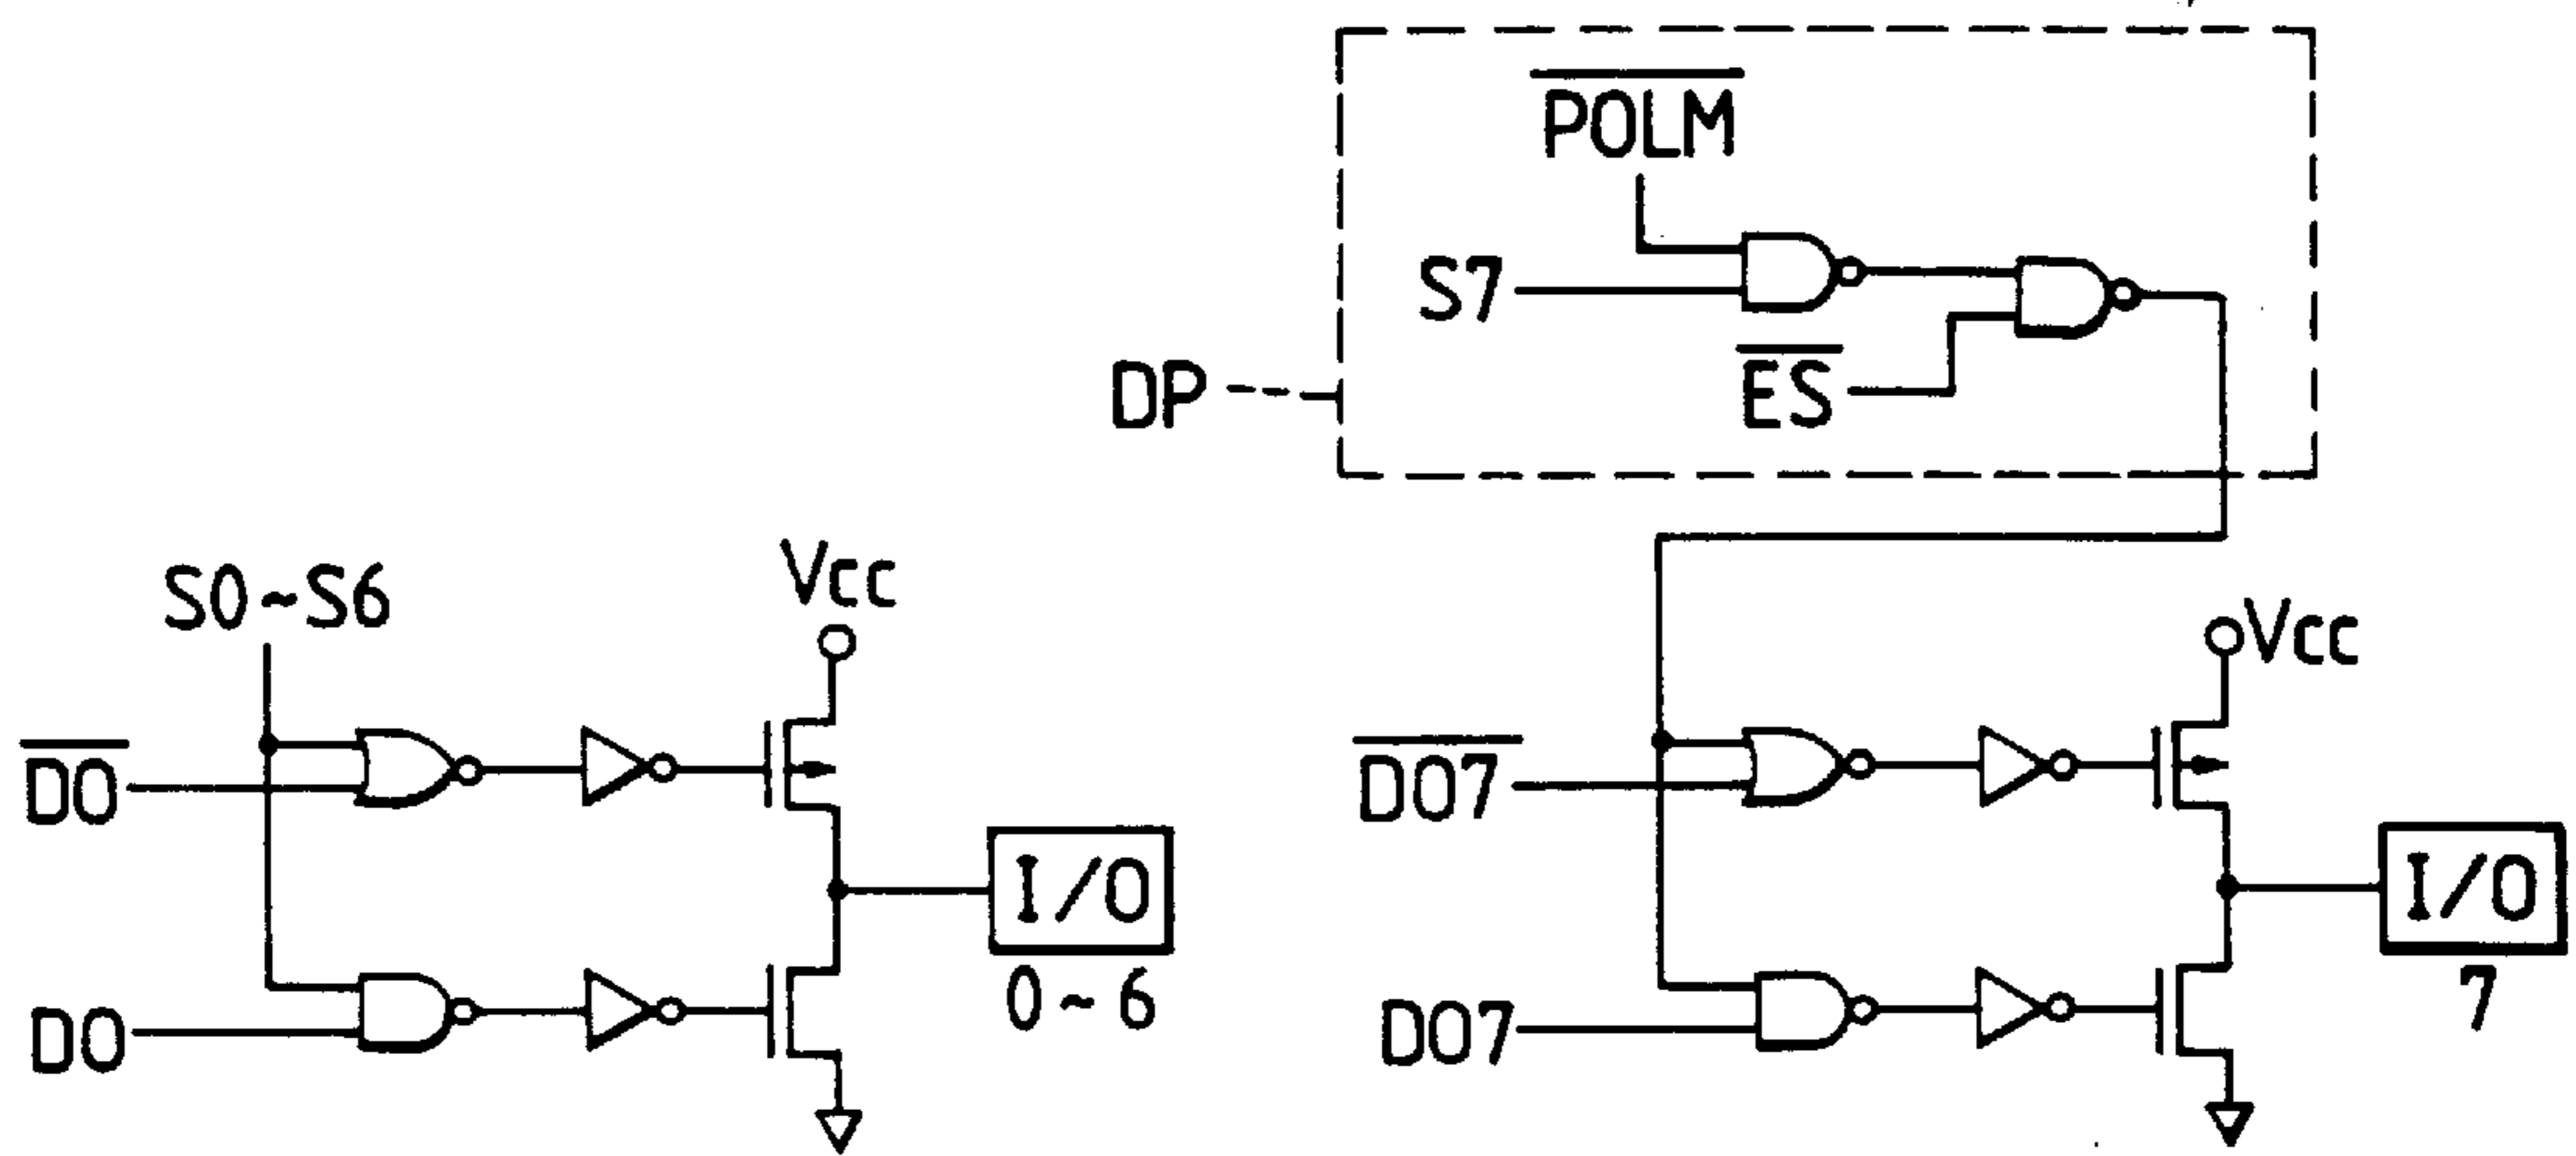 POLM
S7
ES
DP
S0~S6
Vcc
DO
I/O
0~6
DO
Vcc
DO7
I/O
7
DO7